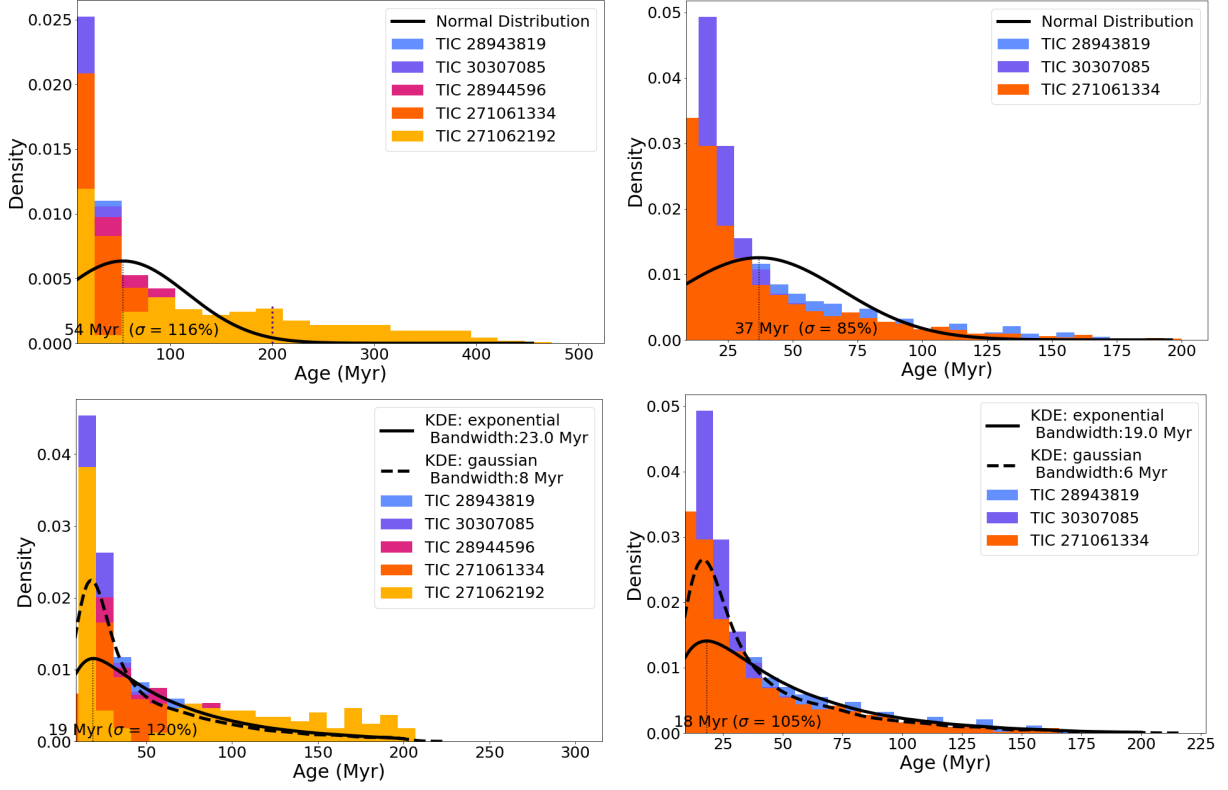 Normal Distribution
TIC 28943819
TIC 30307085
TIC 28944596
TIC 271061334
TIC 271062192
0.025
0.020
0.015
0.010
0.005
0.000
Density
54 Myr (σ = 116%)
100
200
300
400
500
Age (Myr)
Normal Distribution
TIC 28943819
TIC 30307085
TIC 271061334
0.05
0.04
0.03
0.02
0.01
0.00
Density
37 Myr (σ = 85%)
25
50
75
100
125
150
175
200
Age (Myr)
KDE: exponential
Bandwidth:23.0 Myr
KDE: gaussian
Bandwidth:8 Myr
TIC 28943819
TIC 30307085
TIC 28944596
TIC 271061334
TIC 271062192
0.04
0.03
0.02
0.01
0.00
Density
19 Myr (σ = 120%)
50
100
150
200
250
300
Age (Myr)
KDE: exponential
Bandwidth:19.0 Myr
KDE: gaussian
Bandwidth:6 Myr
TIC 28943819
TIC 30307085
TIC 271061334
0.05
0.04
0.03
0.02
0.01
0.00
Density
18 Myr (σ = 105%)
25
50
75
100
125
150
175
200
225
Age (Myr)